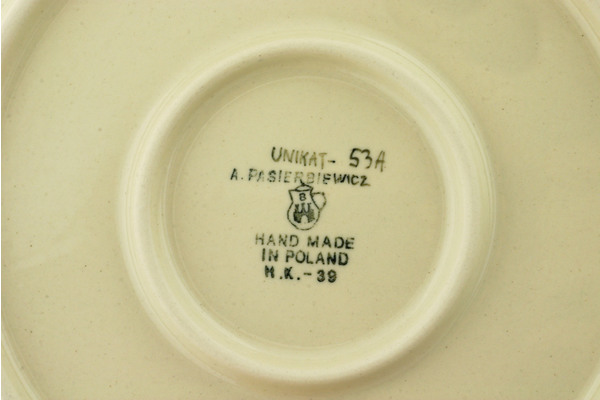 UNIKAT- 53A
A. PASIERBIEWICZ
B
HAND MADE
IN POLAND
N.K.-39